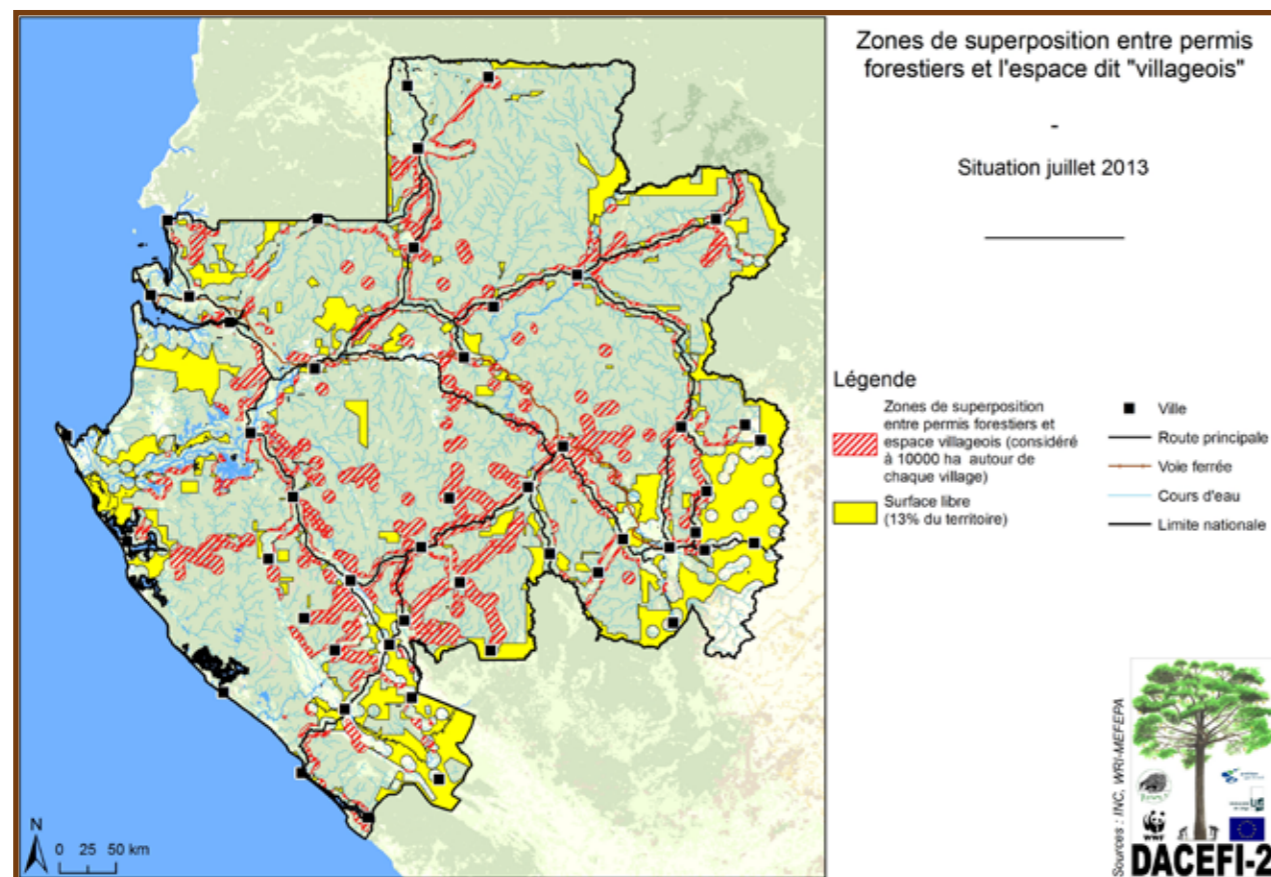 Zones de superposition entre permis
forestiers et l'espace dit "villageois"
-
Situation juillet 2013
Légende
Zones de superposition
entre permis forestiers et
espace villageois (considéré
à 10000 ha autour de
chaque village)
Surface libre
(13% du territoire)
Ville
Route principale
Voie ferrée
Cours d'eau
Limite nationale
N
0 25 50 km
Sources : INC, WRI-MEFEPA
WWF
DACEFI-2